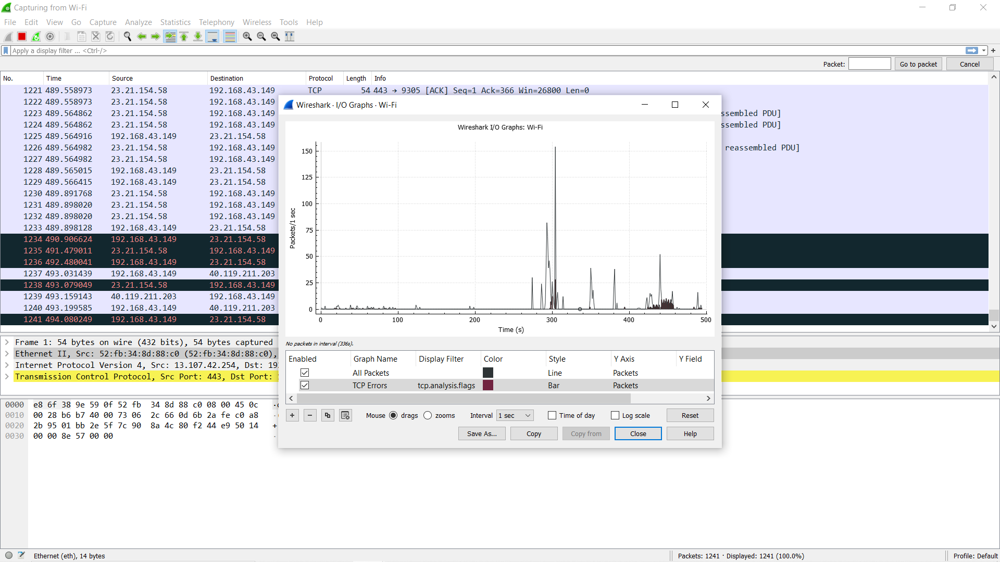 Capturing from Wi-Fi
File Edit View Go Capture Analyze Statistics Telephony Wireless Tools Help
Apply a display filter ... <Ctrl-/>
Packet: Go to packet Cancel
No. Time Source Destination Protocol Length Info
1221 489.558973 23.21.154.58 192.168.43.149 TCP 54 443 → 9305 [ACK] Seq=1 Ack=366 Win=26800 Len=0
1222 489.558973 23.21.154.58 192.168.43.149
1223 489.564862 23.21.154.58 192.168.43.149 ssembled PDU]
1224 489.564862 23.21.154.58 192.168.43.149 ssembled PDU]
1225 489.564916 192.168.43.149 23.21.154.58
1226 489.564982 23.21.154.58 192.168.43.149 reassembled PDU]
1227 489.564982 23.21.154.58 192.168.43.149
1228 489.565015 192.168.43.149 23.21.154.58
1229 489.566415 192.168.43.149 23.21.154.58
1230 489.891768 23.21.154.58 192.168.43.149
1231 489.898020 23.21.154.58 192.168.43.149
1232 489.898020 23.21.154.58 192.168.43.149
1233 489.898128 192.168.43.149 23.21.154.58
1234 490.906624 192.168.43.149 23.21.154.58
1235 491.479011 23.21.154.58 192.168.43.149
1236 492.480041 192.168.43.149 23.21.154.58
1237 493.031439 192.168.43.149 40.119.211.203
1238 493.079049 23.21.154.58 192.168.43.149
1239 493.159143 40.119.211.203 192.168.43.149
1240 493.199585 192.168.43.149 40.119.211.203
1241 494.080249 192.168.43.149 23.21.154.58
Wireshark · I/O Graphs · Wi-Fi
Wireshark I/O Graphs: Wi-Fi
Packets/1 sec
150
125
100
75
50
25
0
0 100 200 300 400 500
Time (s)
No packets in interval (336s).
Enabled Graph Name Display Filter Color Style Y Axis Y Field
All Packets Line Packets
TCP Errors tcp.analysis.flags Bar Packets
+ − Mouse drags zooms Interval 1 sec Time of day Log scale Reset
Save As... Copy Copy from Close Help
Frame 1: 54 bytes on wire (432 bits), 54 bytes captured
Ethernet II, Src: 52:fb:34:8d:88:c0 (52:fb:34:8d:88:c0),
Internet Protocol Version 4, Src: 13.107.42.254, Dst: 19
Transmission Control Protocol, Src Port: 443, Dst Port:
0000 e8 6f 38 9e 59 0f 52 fb 34 8d 88 c0 08 00 45 0c
0010 00 28 b6 b7 40 00 73 06 2c 66 0d 6b 2a fe c0 a8
0020 2b 95 01 bb 2e 5f 7c 90 8a 4c 80 f2 44 e9 50 14 +
0030 00 00 8e 57 00 00
Ethernet (eth), 14 bytes Packets: 1241 · Displayed: 1241 (100.0%) Profile: Default